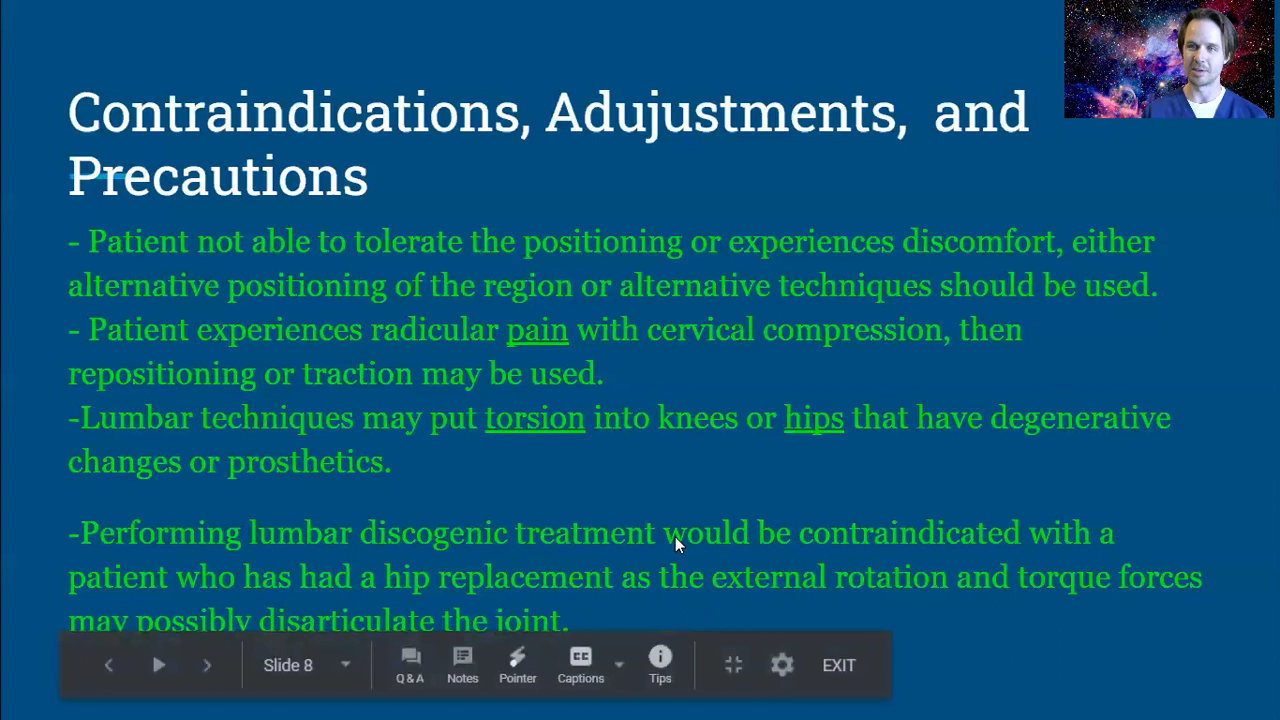 Contraindications, Adujustments,  and
Precautions
- Patient not able to tolerate the positioning or experiences discomfort, either
alternative positioning of the region or alternative techniques should be used.
- Patient experiences radicular pain with cervical compression, then
repositioning or traction may be used.
-Lumbar techniques may put torsion into knees or hips that have degenerative
changes or prosthetics.
-Performing lumbar discogenic treatment would be contraindicated with a
patient who has had a hip replacement as the external rotation and torque forces
may possibly disarticulate the joint.
Slide 8
Q & A
Notes
Pointer
CC
Captions
Tips
EXIT